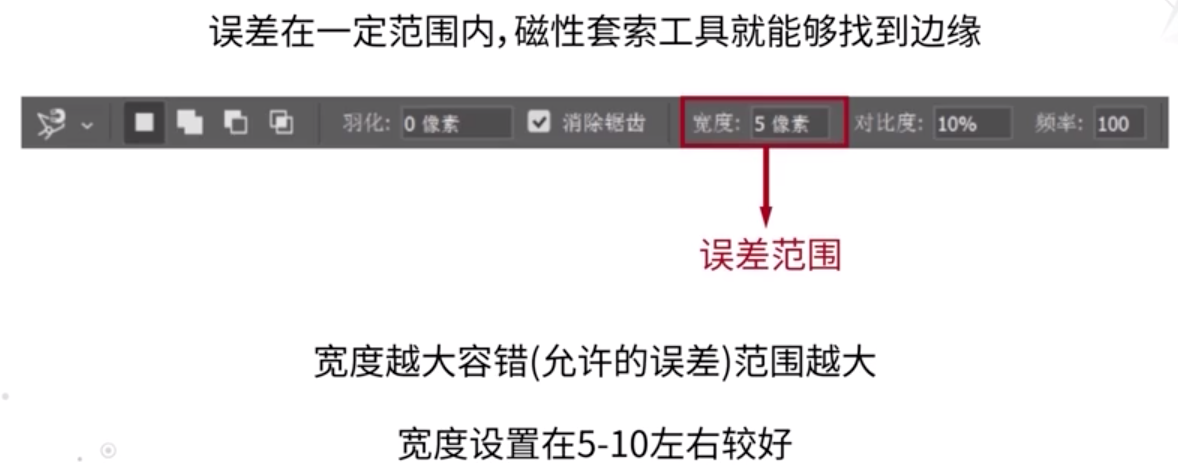 误差在一定范围内,磁性套索工具就能够找到边缘
羽化: 0 像素 消除锯齿 宽度: 5 像素 对比度: 10% 频率: 100
误差范围
宽度越大容错(允许的误差)范围越大
宽度设置在5-10左右较好